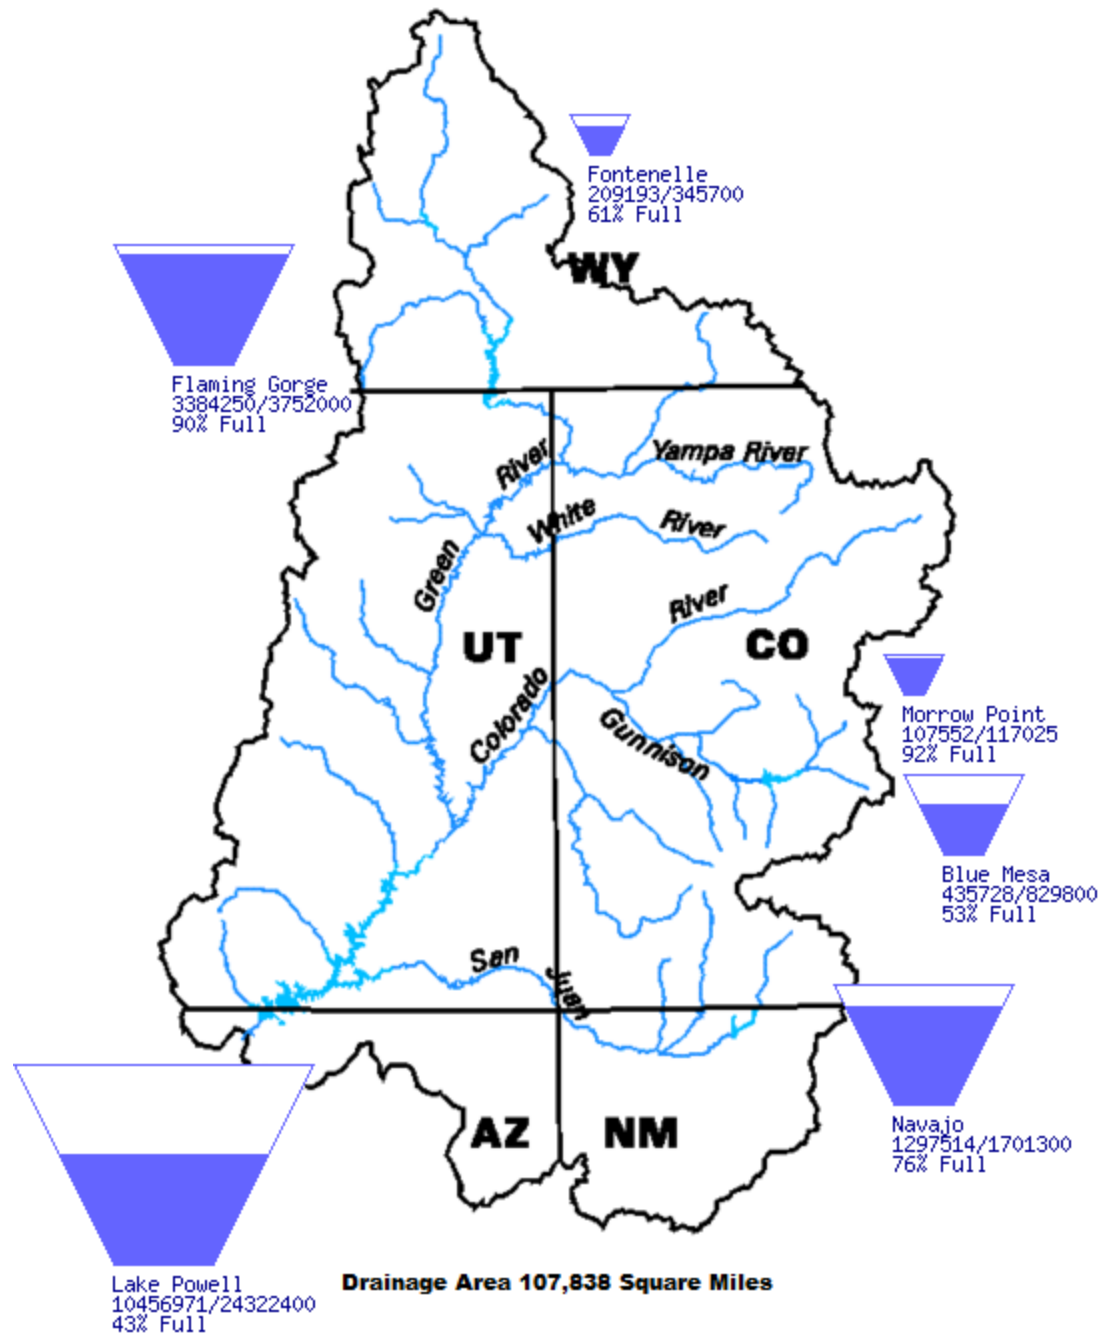 Fontenelle
209193/345700
61% Full
WY
Flaming Gorge
3384250/3752000
90% Full
Yampa River
River
White
River
Green
River
UT
CO
Colorado
Gunnison
Morrow Point
107552/117025
92% Full
Blue Mesa
435728/829800
53% Full
San
Juan
AZ
NM
Navajo
1297514/1701300
76% Full
Lake Powell
10456971/24322400
43% Full
Drainage Area 107,838 Square Miles